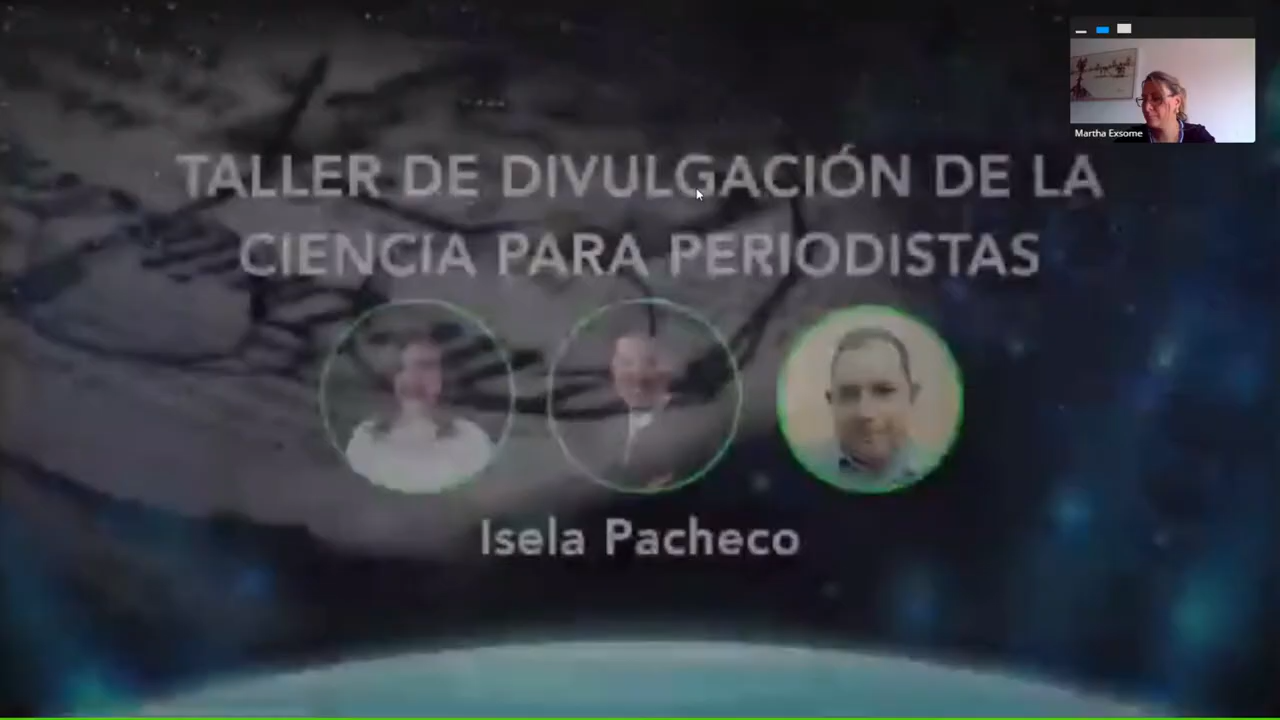 Martha Exsome
TALLER DE DIVULGACIÓN DE LA
CIENCIA PARA PERIODISTAS
Isela Pacheco